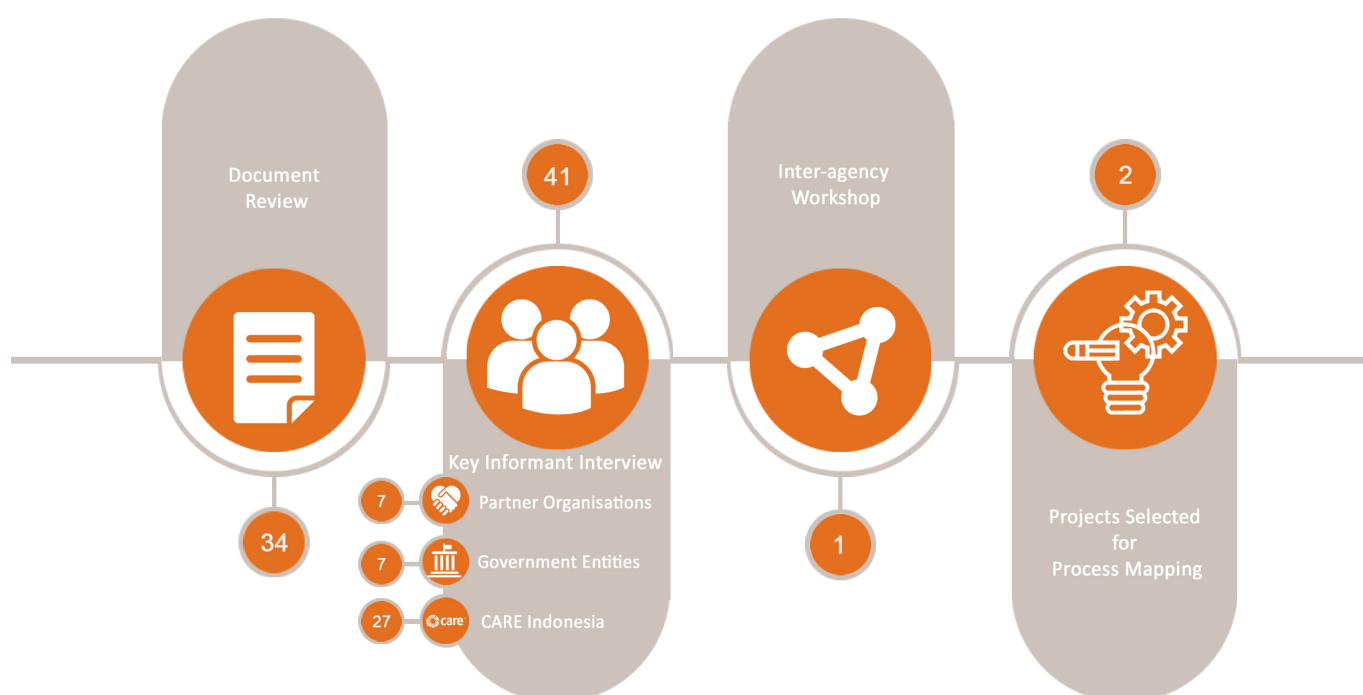 Document
Review
34
41
Key Informant Interview
7
Partner Organisations
7
Government Entities
27
care
CARE Indonesia
Inter-agency
Workshop
1
2
Projects Selected
for
Process Mapping